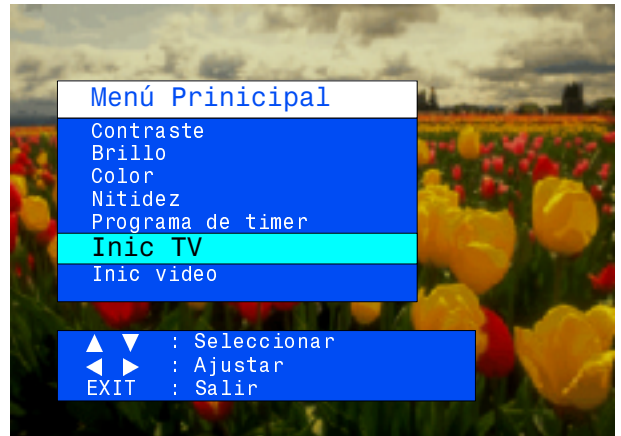 Menú Prinicipal
Contraste
Brillo
Color
Nitidez
Programa de timer
Inic TV
Inic video
▲ ▼ : Seleccionar
◀ ▶ : Ajustar
EXIT : Salir